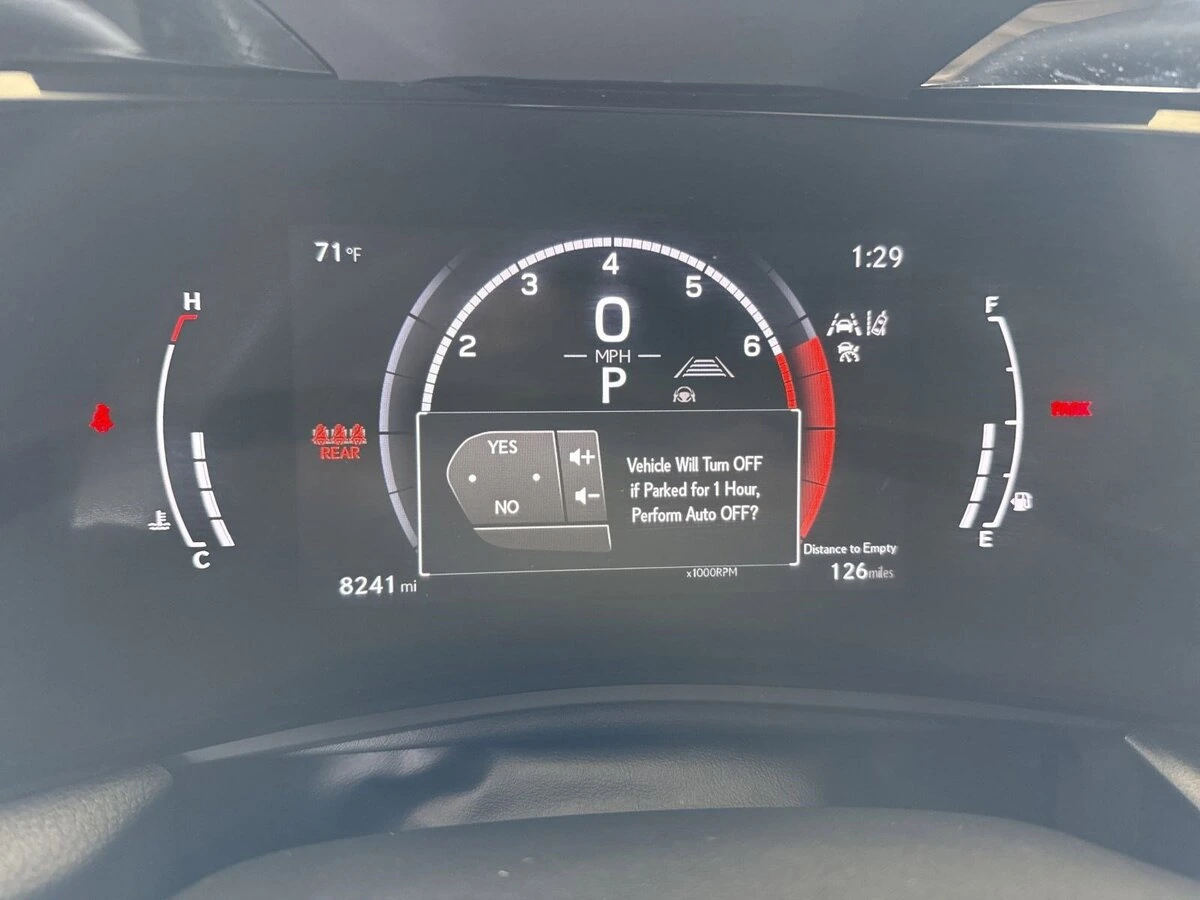 71°F
1:29
H
F
4
3
5
0
2
6
MPH
P
PARK
REAR
YES
NO
Vehicle Will Turn OFF
if Parked for 1 Hour,
Perform Auto OFF?
C
E
Distance to Empty
8241 mi
x1000RPM
126 miles